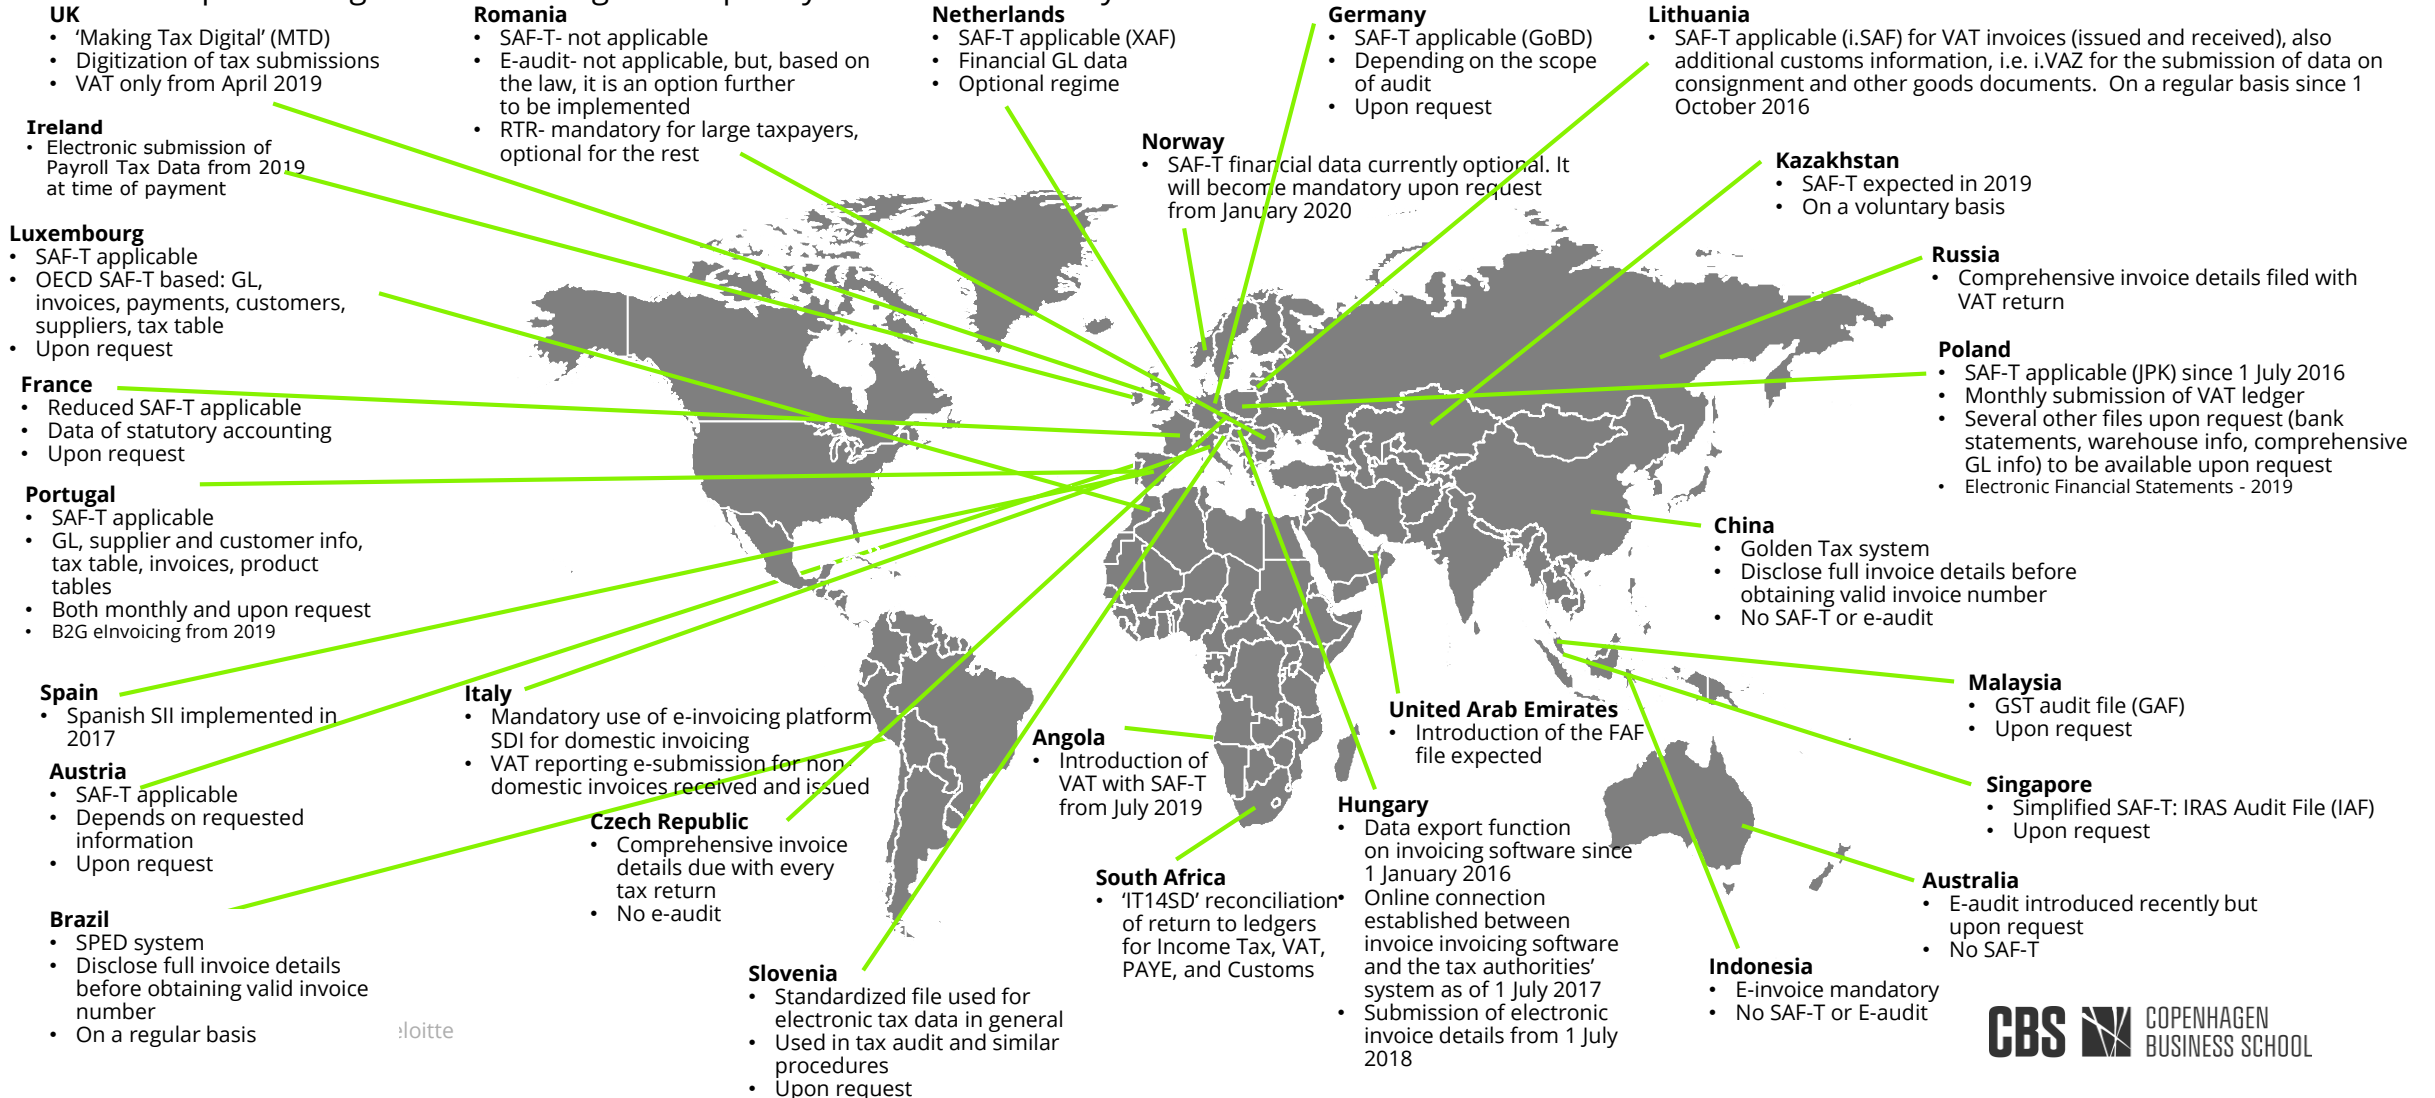 UK
• ‘Making Tax Digital’ (MTD)
• Digitization of tax submissions
• VAT only from April 2019
Ireland
• Electronic submission of
Payroll Tax Data from 2019
at time of payment
Luxembourg
• SAF-T applicable
• OECD SAF-T based: GL,
invoices, payments, customers,
suppliers, tax table
• Upon request
France
• Reduced SAF-T applicable
• Data of statutory accounting
• Upon request
Portugal
• SAF-T applicable
• GL, supplier and customer info,
tax table, invoices, product
tables
• Both monthly and upon request
• B2G eInvoicing from 2019
Spain
• Spanish SII implemented in
2017
Austria
• SAF-T applicable
• Depends on requested
information
• Upon request
Brazil
• SPED system
• Disclose full invoice details
before obtaining valid invoice
number
• On a regular basis
Romania
• SAF-T- not applicable
• E-audit- not applicable, but, based on
the law, it is an option further
to be implemented
• RTR- mandatory for large taxpayers,
optional for the rest
Netherlands
• SAF-T applicable (XAF)
• Financial GL data
• Optional regime
Germany
• SAF-T applicable (GoBD)
• Depending on the scope
of audit
• Upon request
Lithuania
• SAF-T applicable (i.SAF) for VAT invoices (issued and received), also
additional customs information, i.e. i.VAZ for the submission of data on
consignment and other goods documents.  On a regular basis since 1
October 2016
Norway
• SAF-T financial data currently optional. It
will become mandatory upon request
from January 2020
Kazakhstan
• SAF-T expected in 2019
• On a voluntary basis
Russia
• Comprehensive invoice details filed with
VAT return
Poland
• SAF-T applicable (JPK) since 1 July 2016
• Monthly submission of VAT ledger
• Several other files upon request (bank
statements, warehouse info, comprehensive
GL info) to be available upon request
• Electronic Financial Statements - 2019
China
• Golden Tax system
• Disclose full invoice details before
obtaining valid invoice number
• No SAF-T or e-audit
Malaysia
• GST audit file (GAF)
• Upon request
Singapore
• Simplified SAF-T: IRAS Audit File (IAF)
• Upon request
Australia
• E-audit introduced recently but
upon request
• No SAF-T
Indonesia
• E-invoice mandatory
• No SAF-T or E-audit
Italy
• Mandatory use of e-invoicing platform
SDI for domestic invoicing
• VAT reporting e-submission for non-
domestic invoices received and issued
Czech Republic
• Comprehensive invoice
details due with every
tax return
• No e-audit
Slovenia
• Standardized file used for
electronic tax data in general
• Used in tax audit and similar
procedures
• Upon request
Angola
• Introduction of
VAT with SAF-T
from July 2019
South Africa
• ‘IT14SD’ reconciliation
of return to ledgers
for Income Tax, VAT,
PAYE, and Customs
United Arab Emirates
• Introduction of the FAF
file expected
Hungary
• Data export function
on invoicing software since
1 January 2016
• Online connection
established between
invoice invoicing software
and the tax authorities’
system as of 1 July 2017
• Submission of electronic
invoice details from 1 July
2018
eloitte
CBS COPENHAGEN
BUSINESS SCHOOL